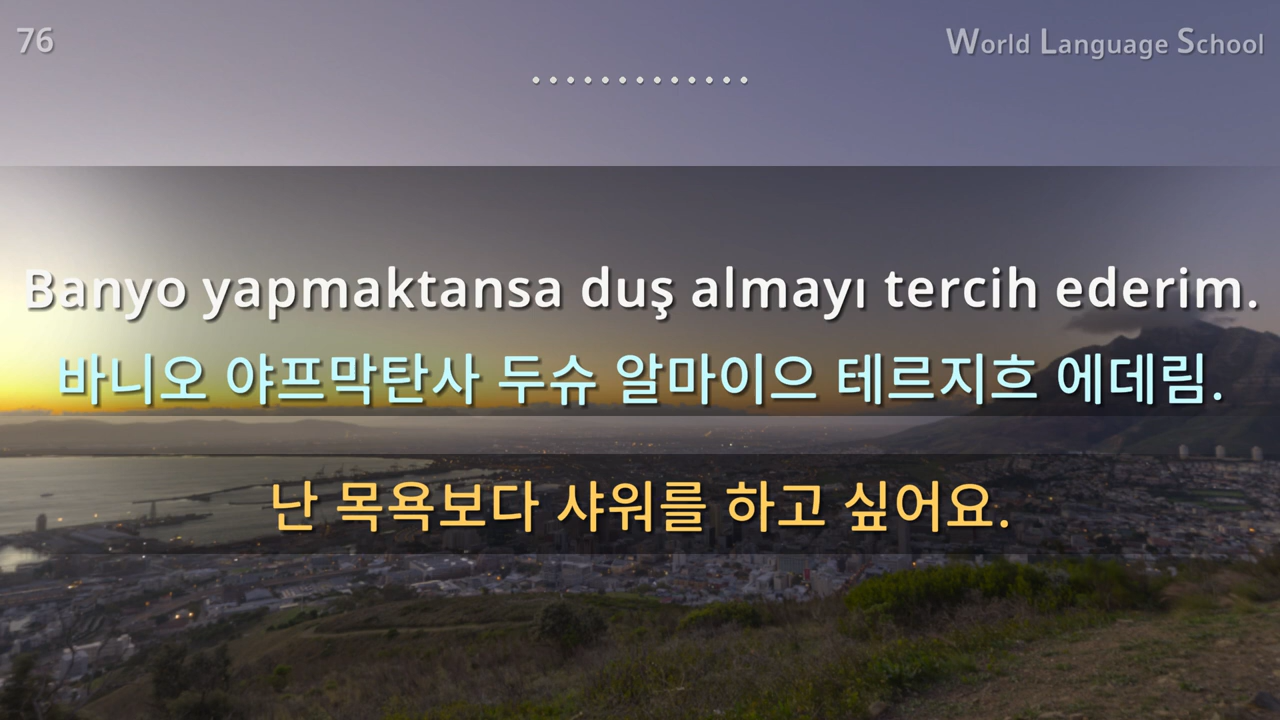 76
World Language School
Banyo yapmaktansa duş almayı tercih ederim.
바니오 야프막탄사 두슈 알마이으 테르지흐 에데림.
난 목욕보다 샤워를 하고 싶어요.